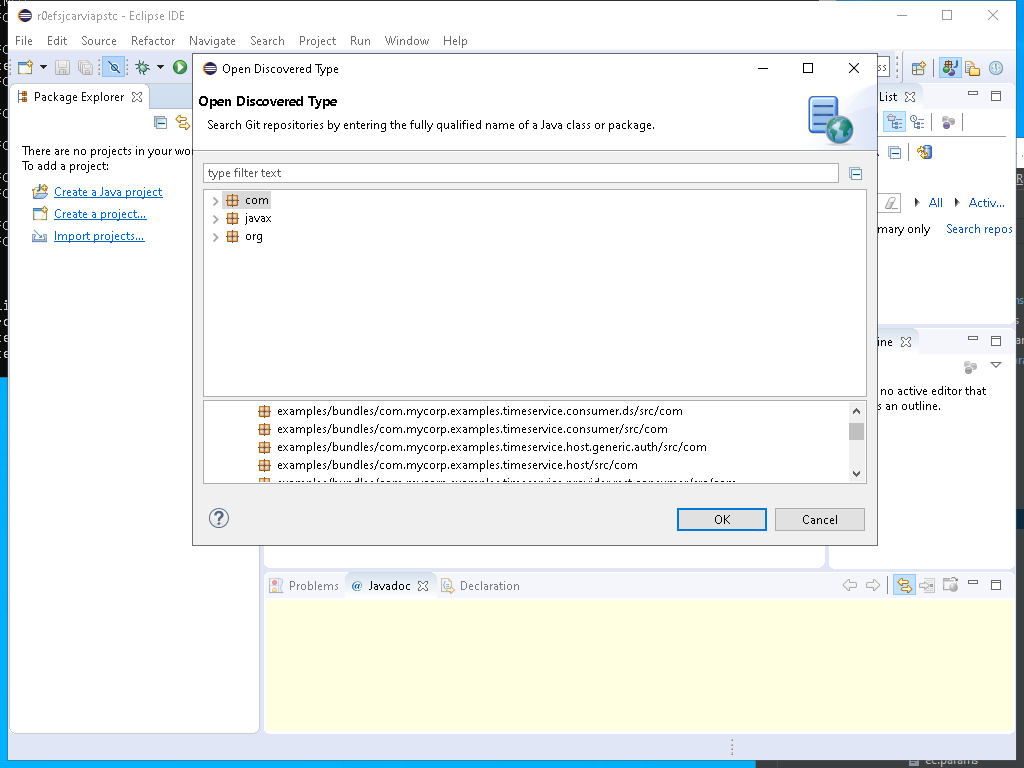 r0efsjcarviapstc - Eclipse IDE
File Edit Source Refactor Navigate Search Project Run Window Help
Open Discovered Type
Package Explorer
List
Open Discovered Type
Search Git repositories by entering the fully qualified name of a Java class or package.
There are no projects in your wo
To add a project:
type filter text
Create a Java project
com
All Activ...
Create a project...
javax
mary only Search repos
Import projects...
org
ine
no active editor that
s an outline.
examples/bundles/com.mycorp.examples.timeservice.consumer.ds/src/com
examples/bundles/com.mycorp.examples.timeservice.consumer/src/com
examples/bundles/com.mycorp.examples.timeservice.host.generic.auth/src/com
examples/bundles/com.mycorp.examples.timeservice.host/src/com
OK Cancel
Problems @ Javadoc Declaration
ec.params